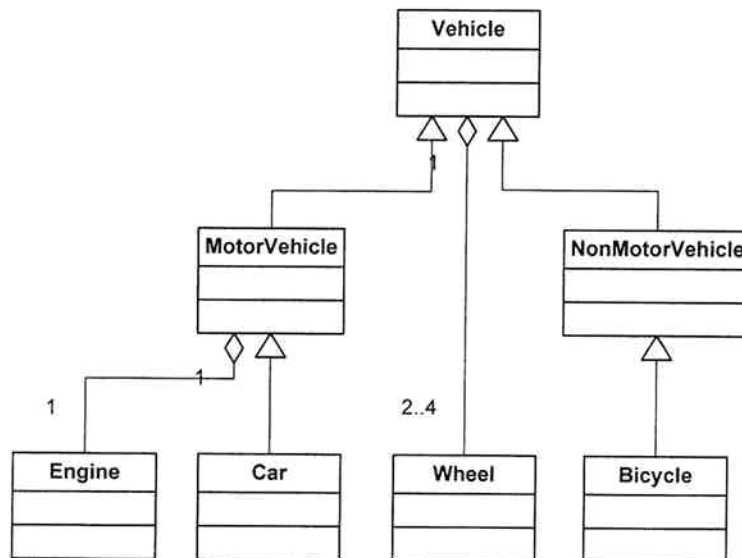 Vehicle
1
MotorVehicle
NonMotorVehicle
1
1
2..4
Engine
Car
Wheel
Bicycle